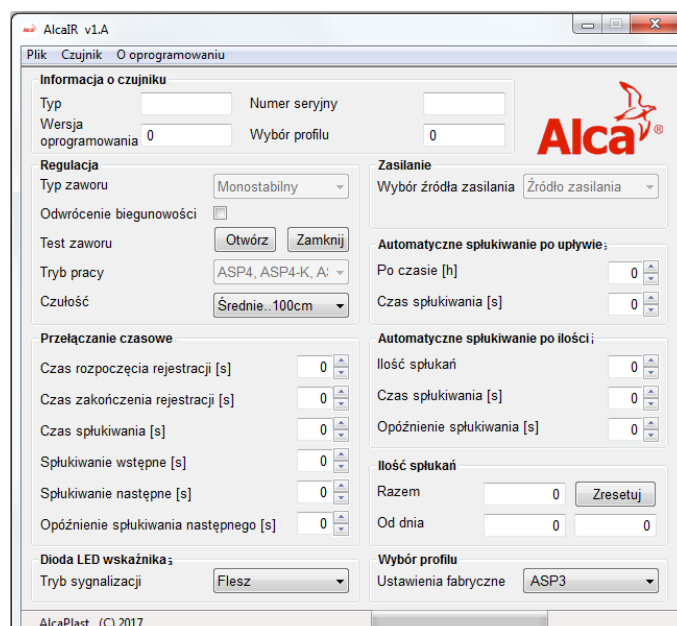 AlcaIR v1.A
Plik Czujnik O oprogramowaniu
Informacja o czujniku
Typ
Numer seryjny
Wersja oprogramowania 0
Wybór profilu 0
Alca®
Regulacja
Typ zaworu Monostabilny
Odwrócenie biegunowości
Test zaworu Otwórz Zamknij
Tryb pracy ASP4, ASP4-K, A
Czułość Średnie..100cm
Zasilanie
Wybór źródła zasilania Źródło zasilania
Automatyczne spłukiwanie po upływie
Po czasie [h] 0
Czas spłukiwania [s] 0
Przełączanie czasowe
Czas rozpoczęcia rejestracji [s] 0
Czas zakończenia rejestracji [s] 0
Czas spłukiwania [s] 0
Spłukiwanie wstępne [s] 0
Spłukiwanie następne [s] 0
Opóźnienie spłukiwania następnego [s] 0
Automatyczne spłukiwanie po ilości
Ilość spłukań 0
Czas spłukiwania [s] 0
Opóźnienie spłukiwania [s] 0
Ilość spłukań
Razem 0 Zresetuj
Od dnia 0 0
Dioda LED wskaźnika
Tryb sygnalizacji Flesz
Wybór profilu
Ustawienia fabryczne ASP3
AlcaPlast (C) 2017